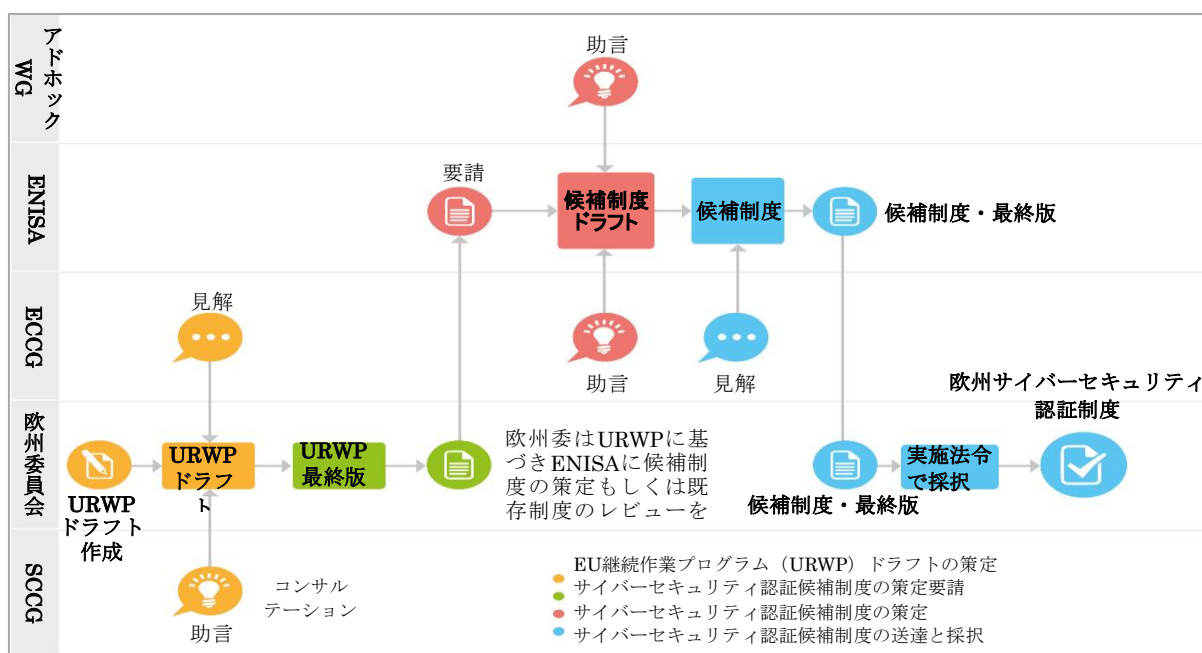 アドホック
WG
助言
ENISA
要請
候補制度
ドラフト
候補制度
候補制度・最終版
ECCG
見解
助言
見解
欧州サイバーセキュリティ
認証制度
欧州委員会
URWP
ドラフ
ト
URWP
最終版
欧州委はURWPに基
づきENISAに候補制
度の策定もしくは既
存制度のレビューを
実施法令
で採択
URWP
ドラフト
作成
候補制度・最終版
SCCG
コンサル
テーション
助言
EU継続作業プログラム（URWP）ドラフトの策定
サイバーセキュリティ認証候補制度の策定要請
サイバーセキュリティ認証候補制度の策定
サイバーセキュリティ認証候補制度の送達と採択